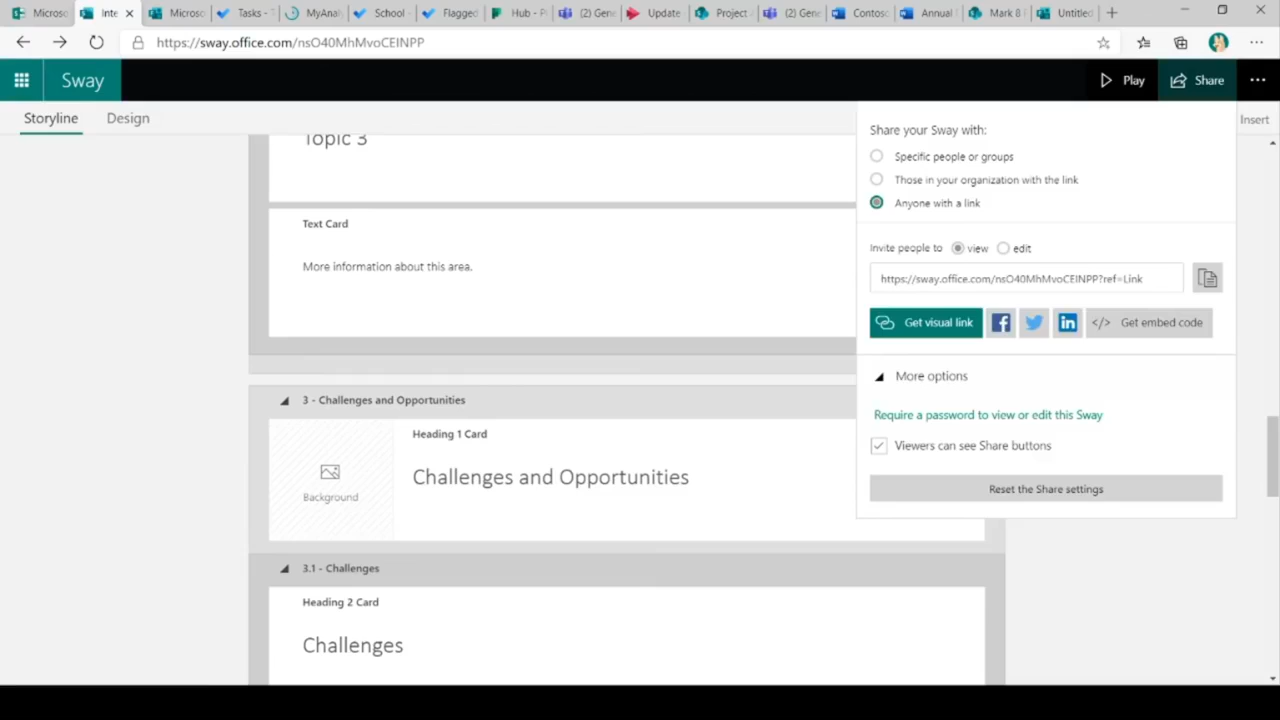 Microso
Inte
Microso
Tasks - T
MyAnal
School -
Flagged
Hub - P
(2) Gene
Update
Project
(2) Gene
Contos
Annual
Mark 8
Untitled
https://sway.office.com/nsO40MhMvoCEINPP
Sway
Play
Share
Storyline
Design
Insert
Topic 3
Text Card
More information about this area.
3 - Challenges and Opportunities
Heading 1 Card
Challenges and Opportunities
Background
3.1 - Challenges
Heading 2 Card
Challenges
Share your Sway with:
Specific people or groups
Those in your organization with the link
Anyone with a link
Invite people to view edit
https://sway.office.com/nsO40MhMvoCEINPP?ref=Link
Get visual link
</> Get embed code
More options
Require a password to view or edit this Sway
Viewers can see Share buttons
Reset the Share settings